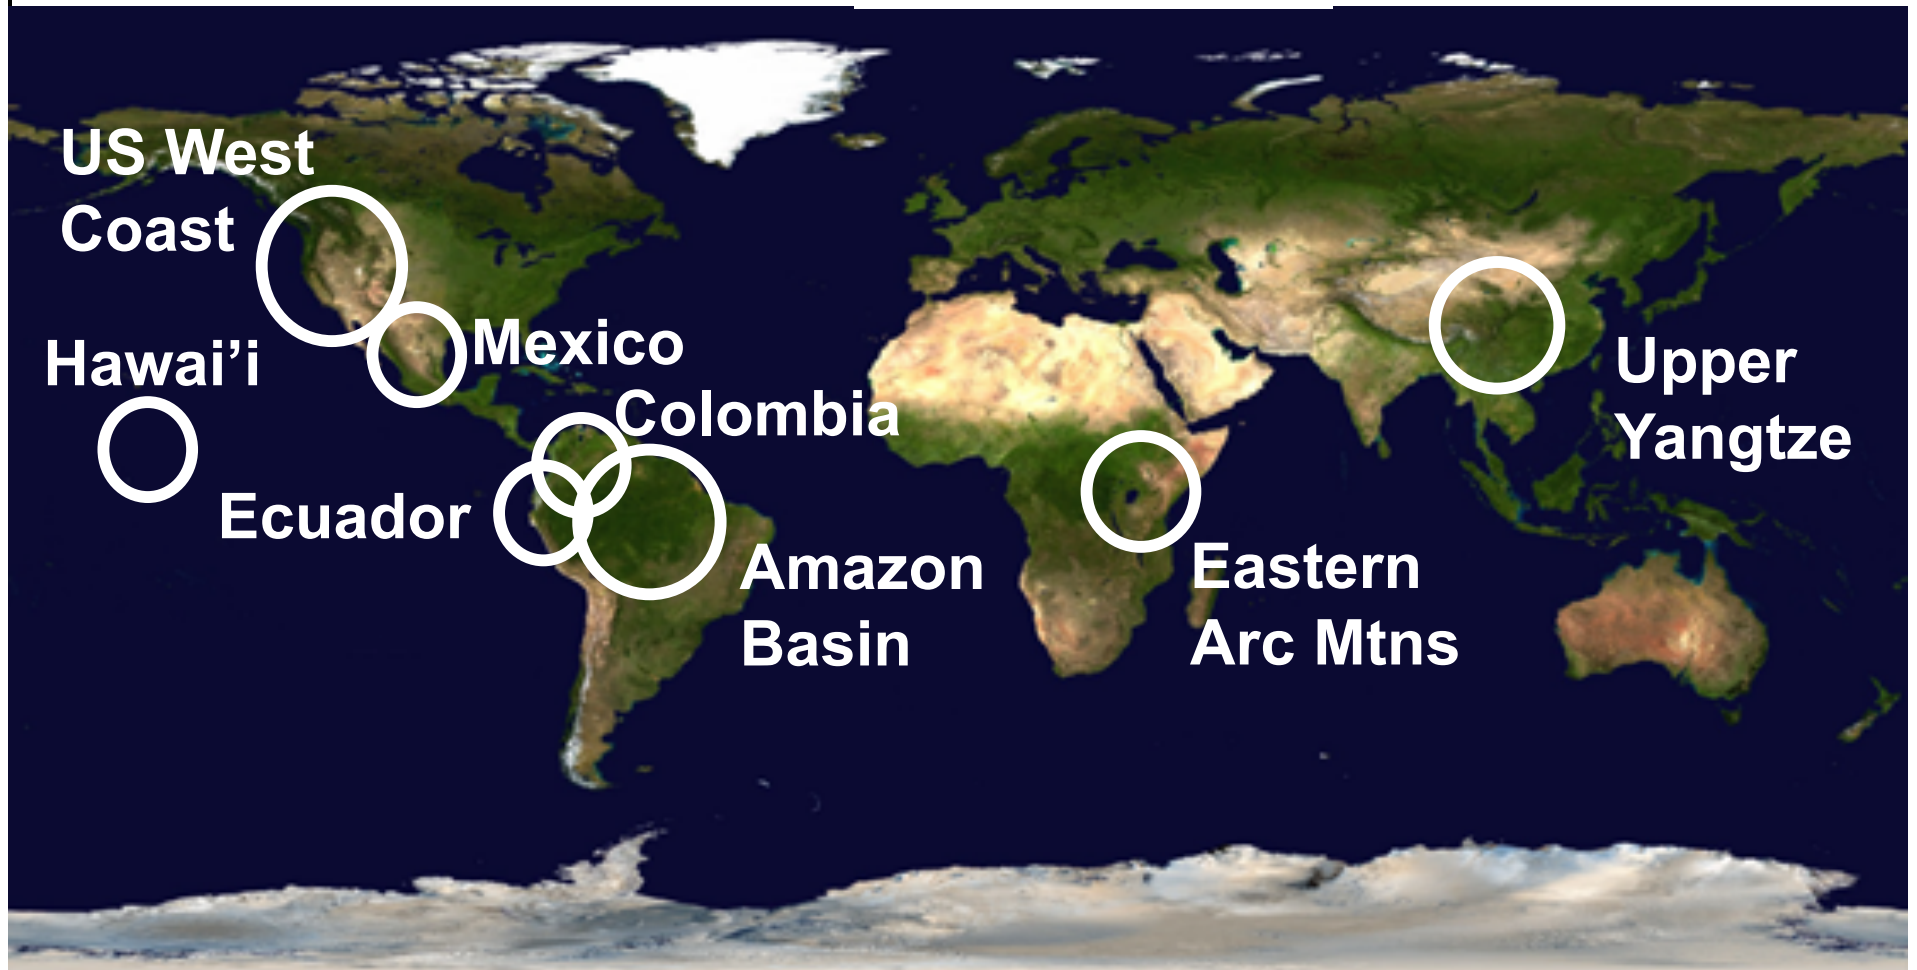 US West
Coast
Hawai’i
Mexico
Colombia
Ecuador
Amazon
Basin
Eastern
Arc Mtns
Upper
Yangtze